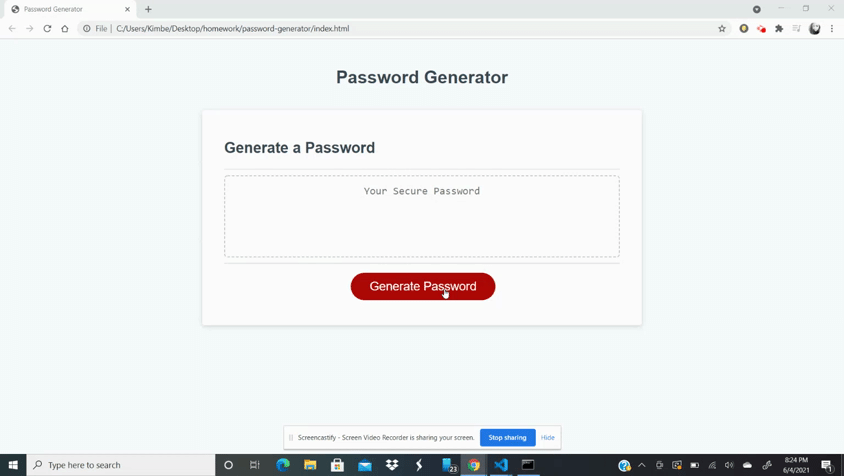 Password Generator
File | C:/Users/Kimbe/Desktop/homework/password-generator/index.html
Password Generator
Generate a Password
Your Secure Password
Generate Password
Screencastify - Screen Video Recorder is sharing your screen.
Stop sharing
Hide
Type here to search
23
8:24 PM
6/4/2021
1